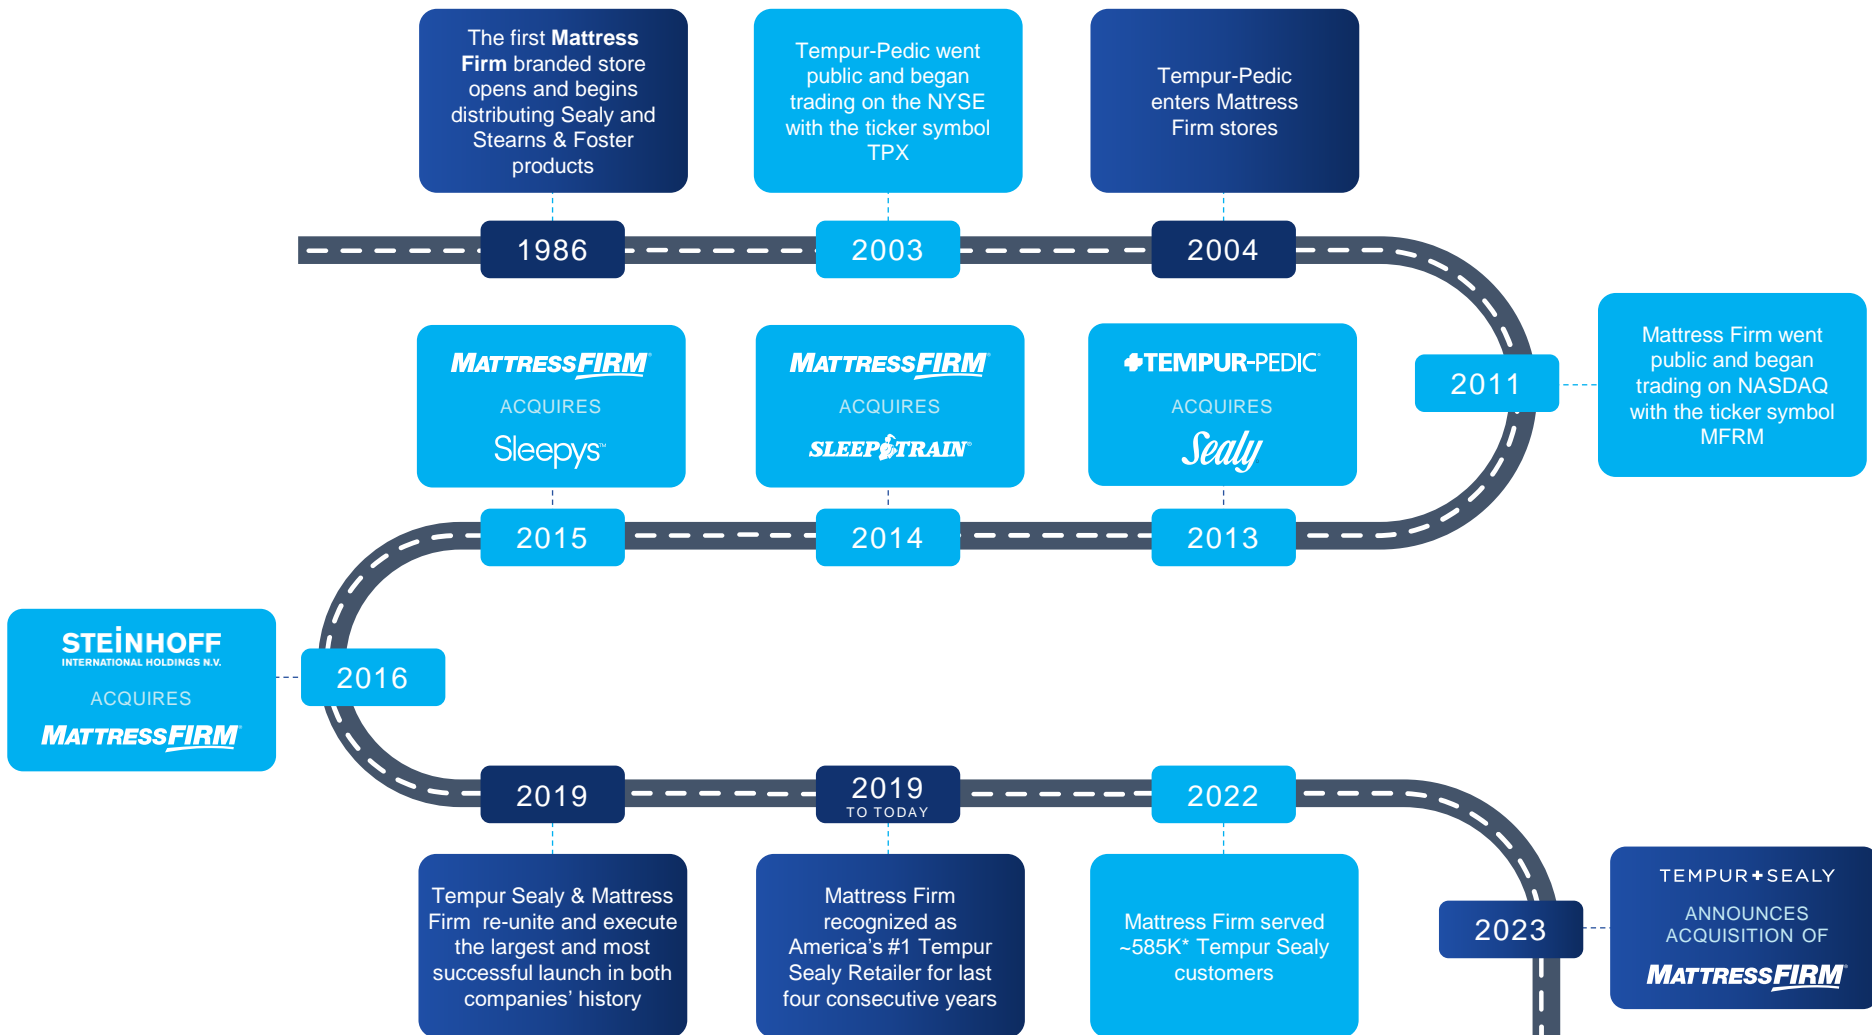 The first Mattress
Firm branded store
opens and begins
distributing Sealy and
Stearns & Foster
products
Tempur-Pedic went
public and began
trading on the NYSE
with the ticker symbol
TPX
Tempur-Pedic
enters Mattress
Firm stores
1986
2003
2004
Mattress Firm went
public and began
trading on NASDAQ
with the ticker symbol
MFRM
2011
MATTRESSFIRM®
ACQUIRES
Sleepys™
MATTRESSFIRM®
ACQUIRES
SLEEPTRAIN®
TEMPUR-PEDIC®
ACQUIRES
Sealy
2015
2014
2013
STEINHOFF
INTERNATIONAL HOLDINGS N.V.
ACQUIRES
MATTRESSFIRM®
2016
2019
2019
TO TODAY
2022
Tempur Sealy & Mattress
Firm re-unite and execute
the largest and most
successful launch in both
companies’ history
Mattress Firm
recognized as
America’s #1 Tempur
Sealy Retailer for last
four consecutive years
Mattress Firm served
~585K* Tempur Sealy
customers
2023
TEMPUR+SEALY
ANNOUNCES
ACQUISITION OF
MATTRESSFIRM®